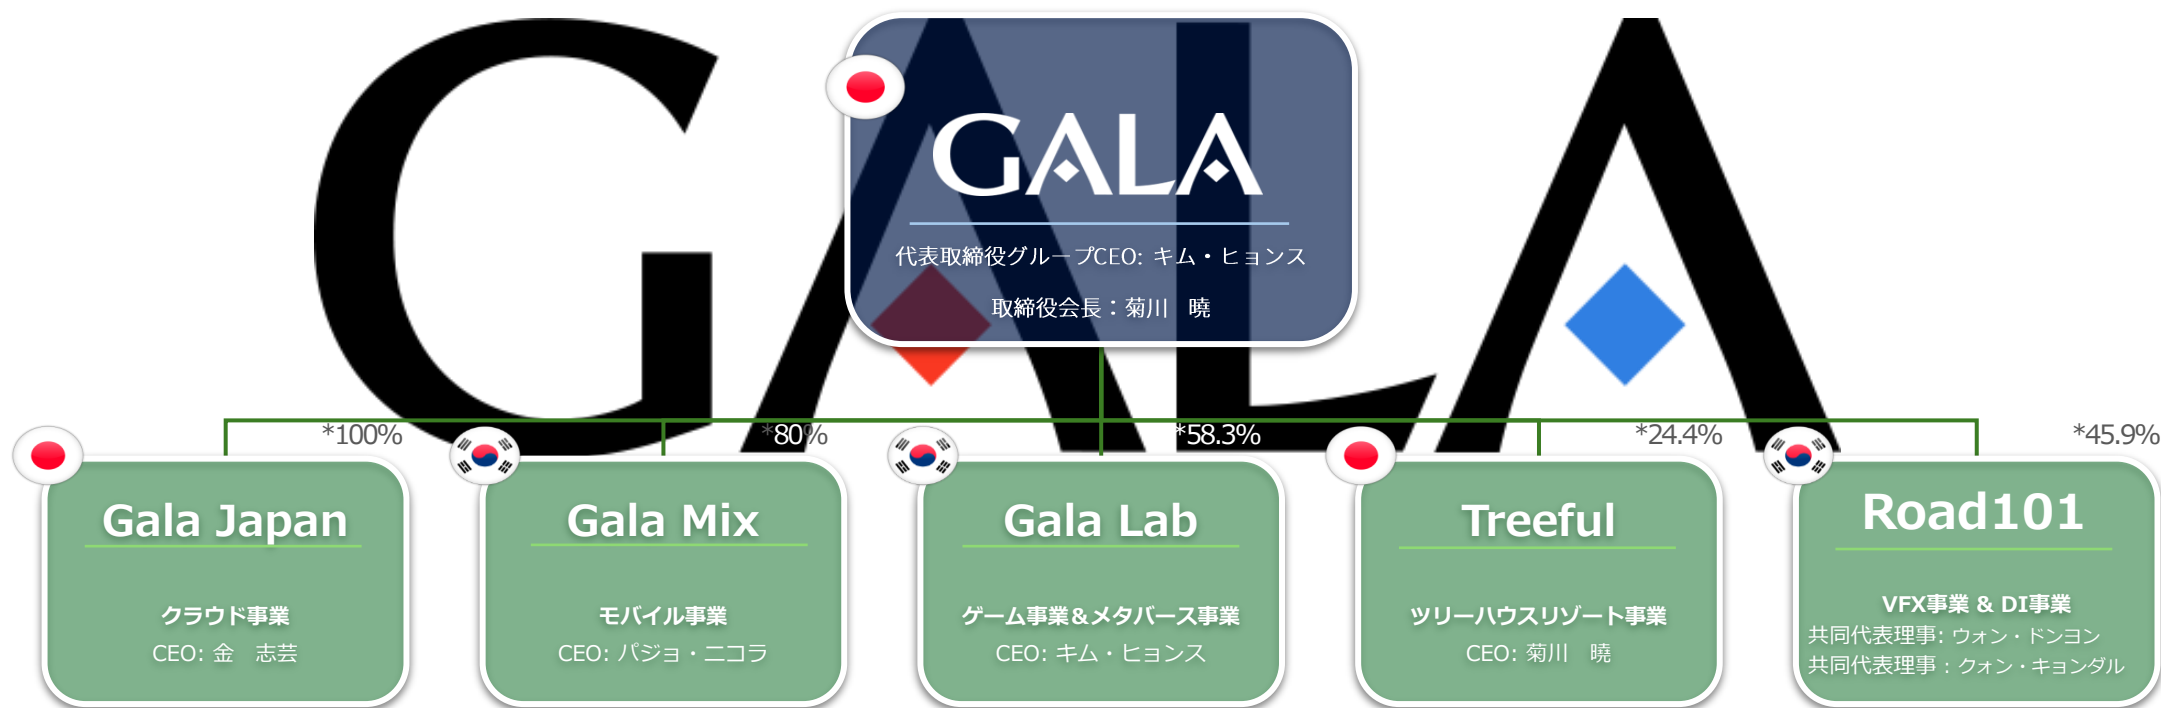 GALA
GALA
代表取締役グループCEO: キム・ヒョンス
取締役会長：菊川　曉
*100%
*80%
*58.3%
*24.4%
*45.9%
Gala Japan
クラウド事業
CEO: 金　志芸
Gala Mix
モバイル事業
CEO: パジョ・ニコラ
Gala Lab
ゲーム事業&メタバース事業
CEO: キム・ヒョンス
Treeful
ツリーハウスリゾート事業
CEO: 菊川　曉
Road101
VFX事業 & DI事業
共同代表理事: ウォン・ドンヨン
共同代表理事 : クォン・キョンダル